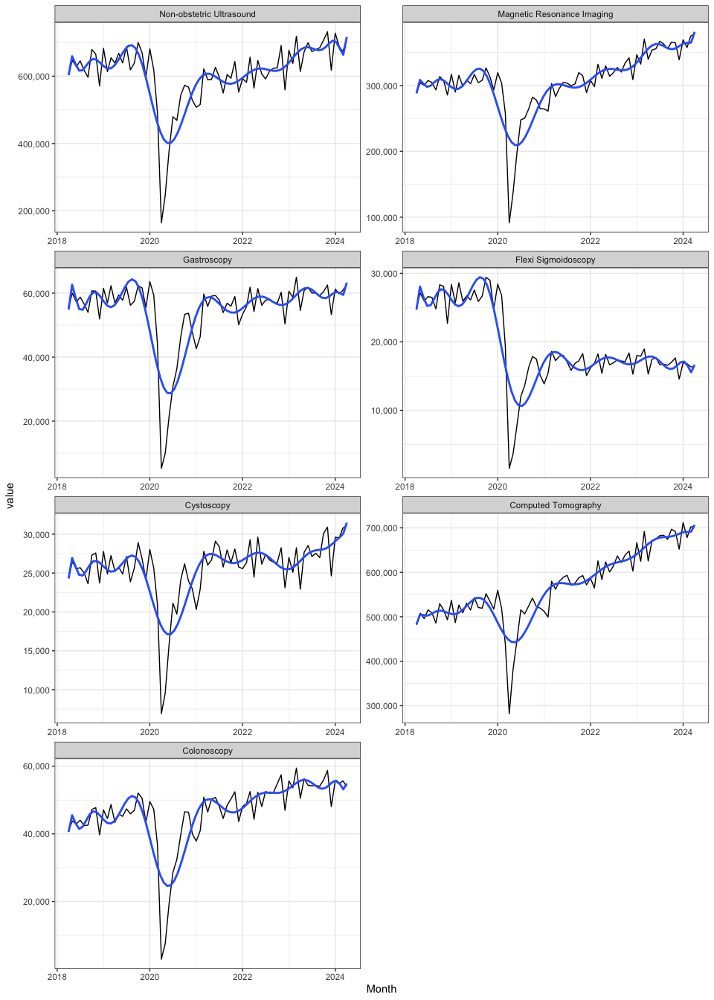 Non-obstetric Ultrasound
600,000
400,000
200,000
2018 2020 2022 2024
Magnetic Resonance Imaging
300,000
200,000
100,000
2018 2020 2022 2024
Gastroscopy
60,000
40,000
20,000
2018 2020 2022 2024
Flexi Sigmoidoscopy
30,000
20,000
10,000
2018 2020 2022 2024
value
Cystoscopy
30,000
25,000
20,000
15,000
10,000
2018 2020 2022 2024
Computed Tomography
700,000
600,000
500,000
400,000
300,000
2018 2020 2022 2024
Colonoscopy
60,000
40,000
20,000
2018 2020 2022 2024
Month